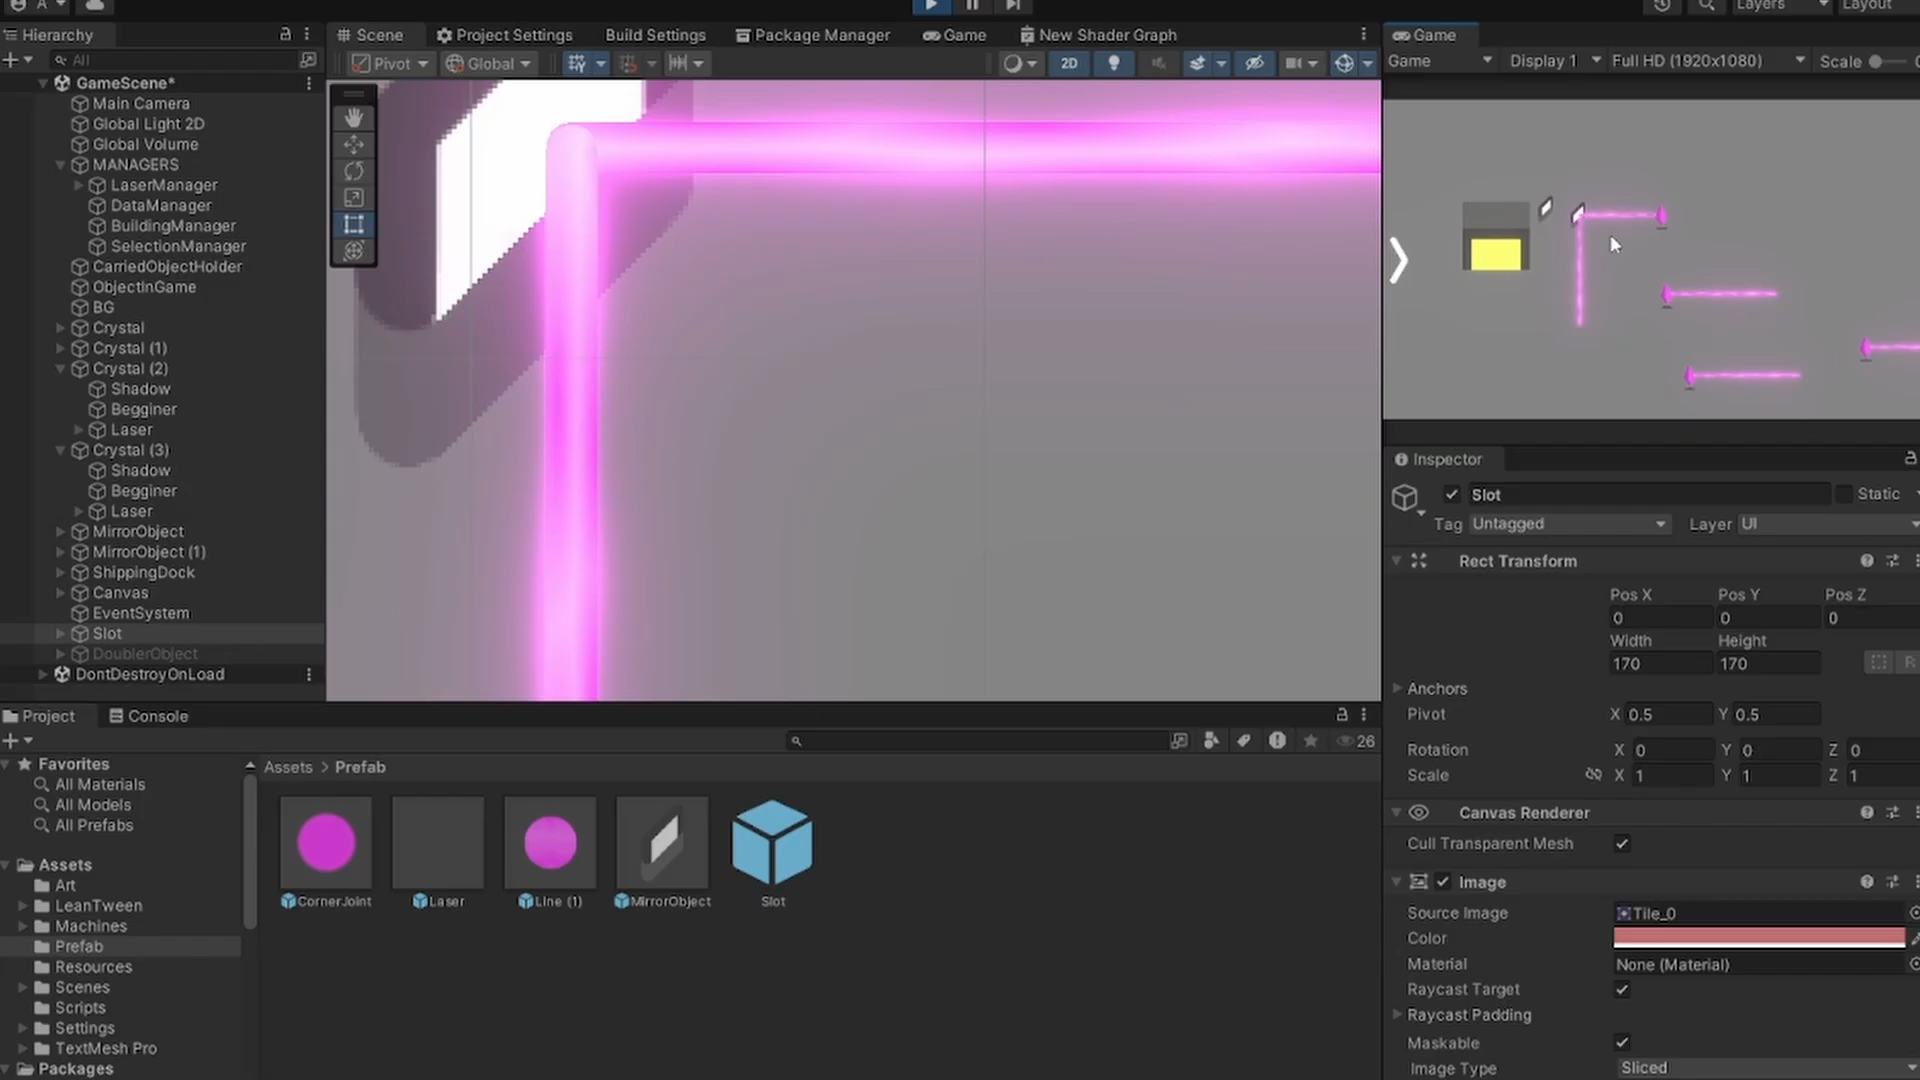 A
Layers
Layout
Hierarchy
All
GameScene*
Main Camera
Global Light 2D
Global Volume
MANAGERS
LaserManager
DataManager
BuildingManager
SelectionManager
CarriedObjectHolder
ObjectInGame
BG
Crystal
Crystal (1)
Crystal (2)
Shadow
Begginer
Laser
Crystal (3)
Shadow
Begginer
Laser
MirrorObject
MirrorObject (1)
ShippingDock
Canvas
EventSystem
Slot
DoublerObject
DontDestroyOnLoad
Scene
Project Settings
Build Settings
Package Manager
Game
New Shader Graph
Pivot
Global
2D
Game
Game
Display 1
Full HD (1920x1080)
Scale
Inspector
Slot
Static
Tag
Untagged
Layer
UI
Rect Transform
Pos X
Pos Y
Pos Z
0
0
0
Width
Height
170
170
R
Anchors
Pivot
X 0.5
Y 0.5
Rotation
X 0
Y 0
Z 0
Scale
X 1
Y 1
Z 1
Canvas Renderer
Cull Transparent Mesh
Image
Source Image
Tile_0
Color
Material
None (Material)
Raycast Target
Raycast Padding
Maskable
Image Type
Sliced
Project
Console
26
Favorites
All Materials
All Models
All Prefabs
Assets
Art
LeanTween
Machines
Prefab
Resources
Scenes
Scripts
Settings
TextMesh Pro
Packages
Assets > Prefab
CornerJoint
Laser
Line (1)
MirrorObject
Slot